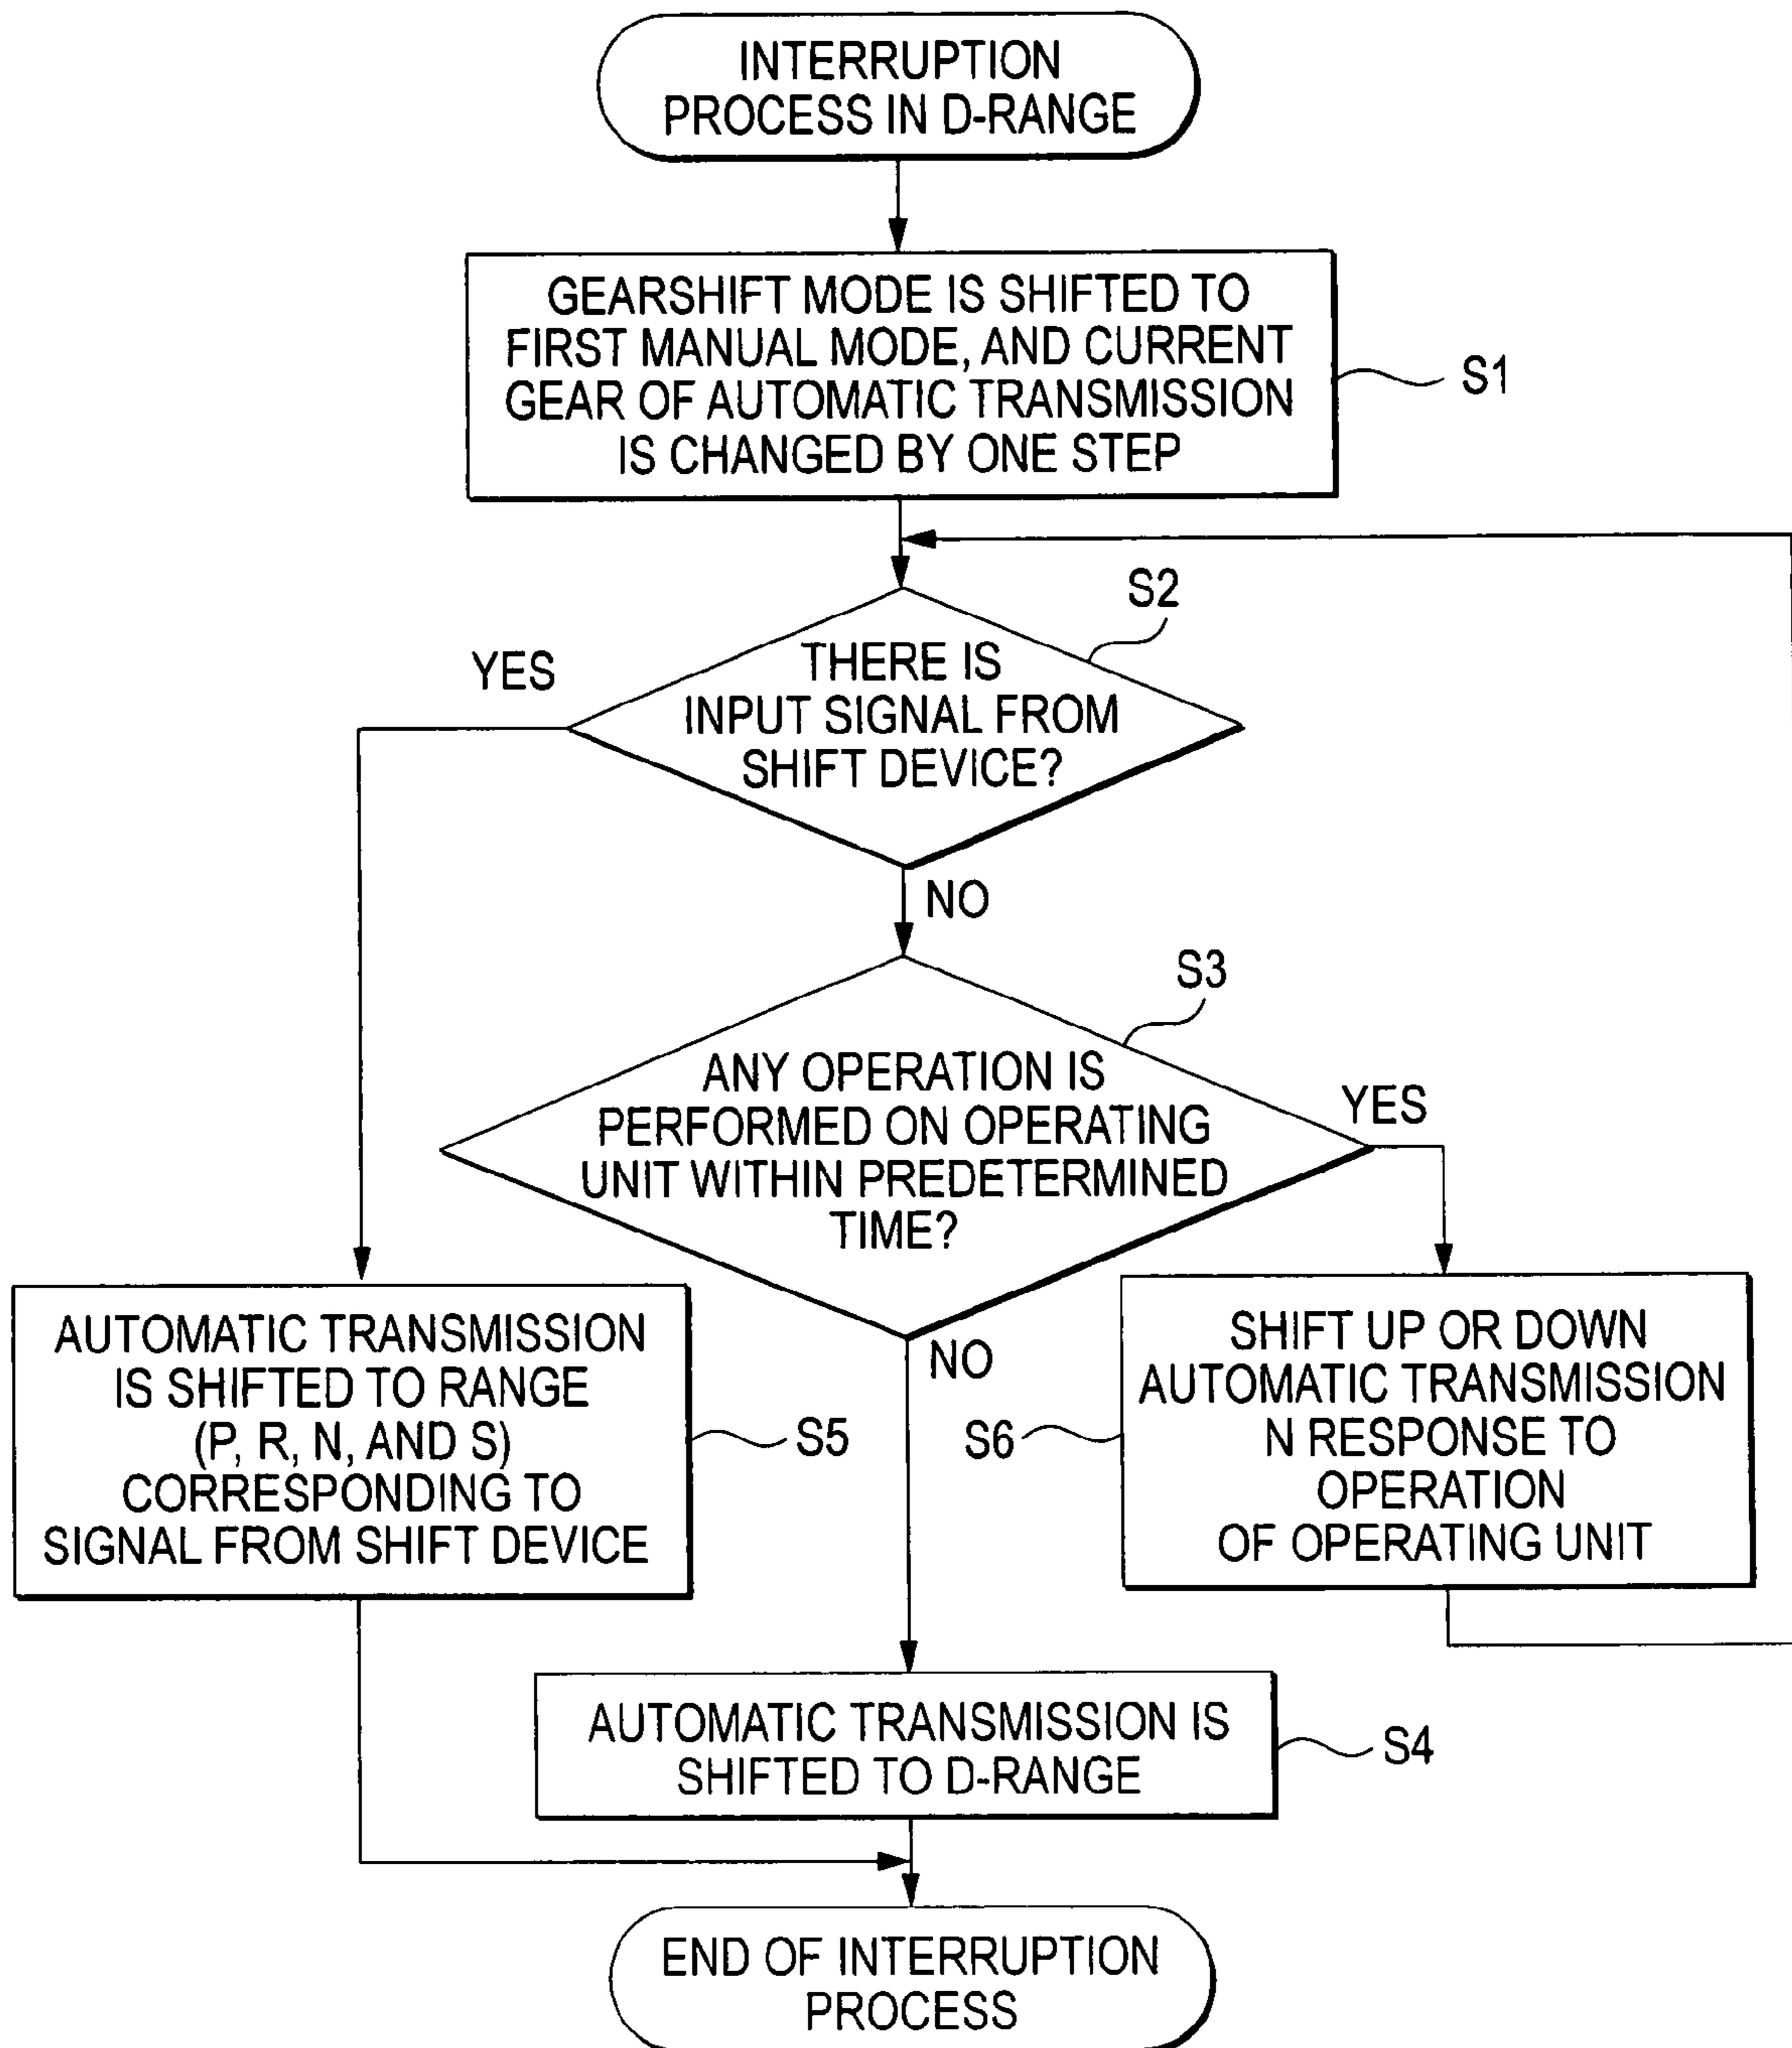 INTERRUPTION
PROCESS IN D-RANGE
GEARSHIFT MODE IS SHIFTED TO
FIRST MANUAL MODE, AND CURRENT
GEAR OF AUTOMATIC TRANSMISSION
IS CHANGED BY ONE STEP
S1
S2
YES
THERE IS
INPUT SIGNAL FROM
SHIFT DEVICE?
NO
S3
ANY OPERATION IS
PERFORMED ON OPERATING
UNIT WITHIN PREDETERMINED
TIME?
YES
NO
AUTOMATIC TRANSMISSION
IS SHIFTED TO RANGE
(P, R, N, AND S)
CORRESPONDING TO
SIGNAL FROM SHIFT DEVICE
S5
S6
SHIFT UP OR DOWN
AUTOMATIC TRANSMISSION
N RESPONSE TO
OPERATION
OF OPERATING UNIT
AUTOMATIC TRANSMISSION IS
SHIFTED TO D-RANGE
S4
END OF INTERRUPTION
PROCESS